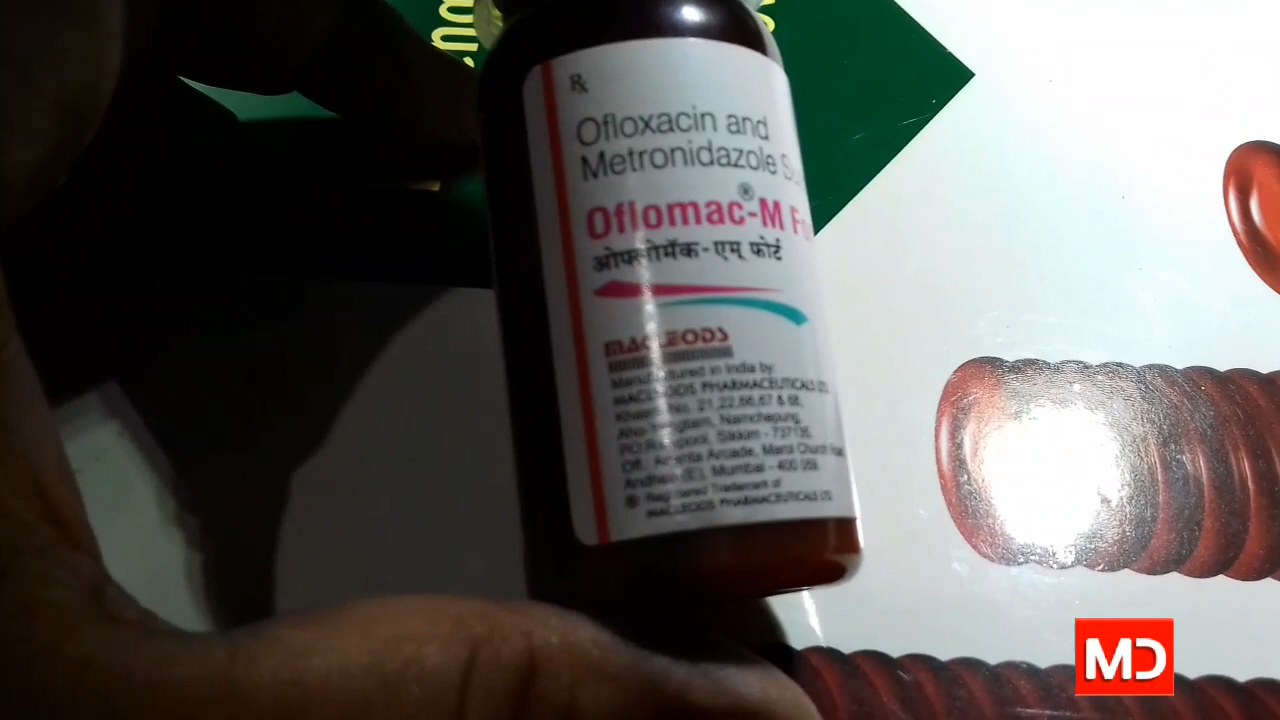 Rx
Ofloxacin and
Metronidazole
Oflomac®-M
ओफ्लोमॅक-एम् फोर्ट
MACLEODS
Manufactured in India by:
MACLEODS PHARMACEUTICALS LTD.
No. 21,22,66,67 & 68,
Namchepung,
PO Sikkim - 737135.
Off.: Atlanta Arcade, Marol Church Road,
Andheri (E), Mumbai - 400 059.
® Registered Trademark of
MACLEODS PHARMACEUTICALS LTD.
MD